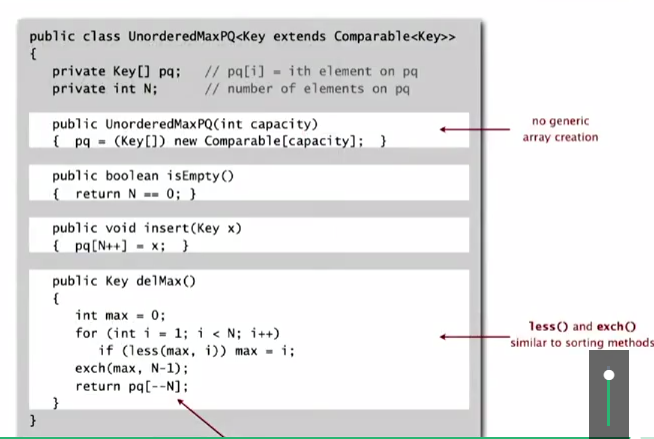 public class UnorderedMaxPQ<Key extends Comparable<Key>>
{
private Key[] pq; // pq[i] = ith element on pq
private int N; // number of elements on pq
public UnorderedMaxPQ(int capacity)
{ pq = (Key[]) new Comparable[capacity]; }
no generic
array creation
public boolean isEmpty()
{ return N == 0; }
public void insert(Key x)
{ pq[N++] = x; }
public Key delMax()
{
int max = 0;
for (int i = 1; i < N; i++)
if (less(max, i)) max = i;
exch(max, N-1);
return pq[--N];
}
}
less() and exch()
similar to sorting methods